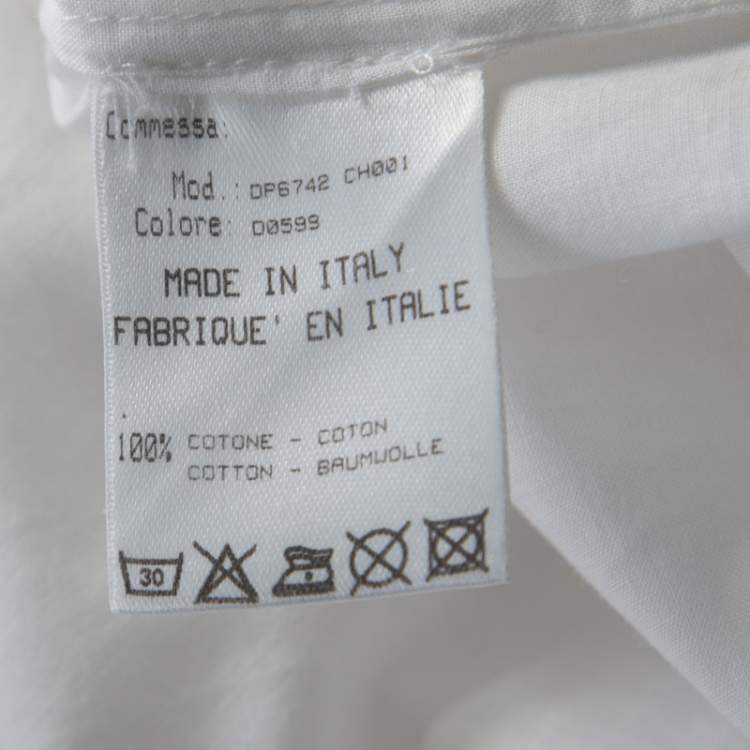 Commessa:
Mod.: DP6742 CH001
Colore: D0599
MADE IN ITALY
FABRIQUE' EN ITALIE
100% COTONE - COTON
COTTON - BAUMWOLLE
30